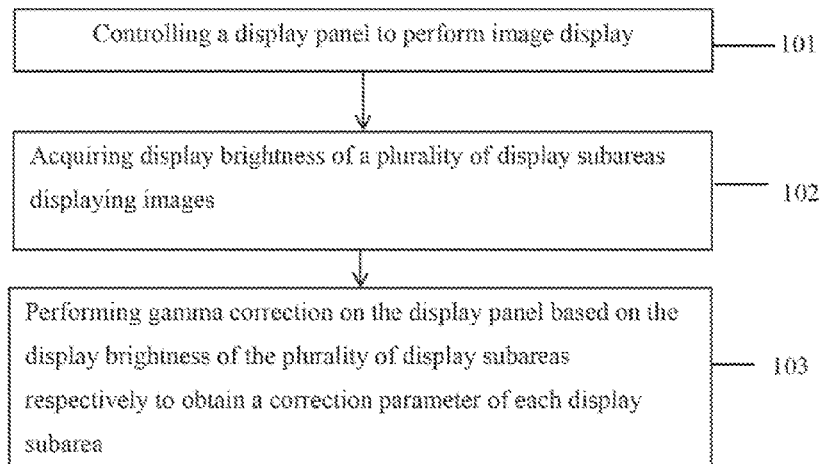 Controlling a display panel to perform image display
101
Acquiring display brightness of a plurality of display subareas
displaying images
102
Performing gamma correction on the display panel based on the
display brightness of the plurality of display subareas
respectively to obtain a correction parameter of each display
subarea
103